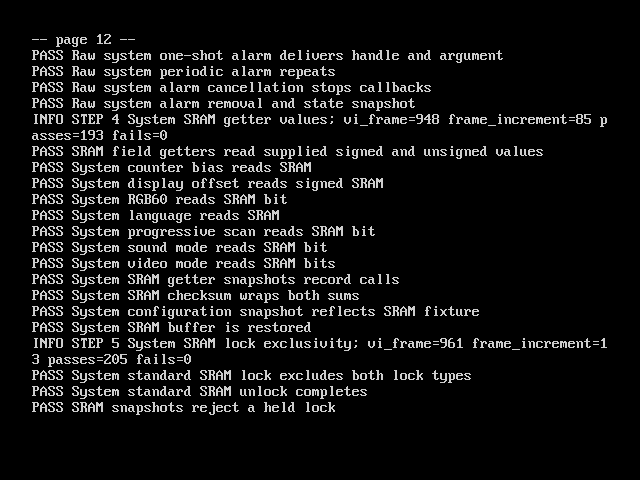 -- page 12 --
PASS Raw system one-shot alarm delivers handle and argument
PASS Raw system periodic alarm repeats
PASS Raw system alarm cancellation stops callbacks
PASS Raw system alarm removal and state snapshot
INFO STEP 4 System SRAM getter values; vi_frame=948 frame_increment=85 p
asses=193 fails=0
PASS SRAM field getters read supplied signed and unsigned values
PASS System counter bias reads SRAM
PASS System display offset reads signed SRAM
PASS System RGB60 reads SRAM bit
PASS System language reads SRAM
PASS System progressive scan reads SRAM bit
PASS System sound mode reads SRAM bit
PASS System video mode reads SRAM bits
PASS System SRAM getter snapshots record calls
PASS System SRAM checksum wraps both sums
PASS System configuration snapshot reflects SRAM fixture
PASS System SRAM buffer is restored
INFO STEP 5 System SRAM lock exclusivity; vi_frame=961 frame_increment=1
3 passes=205 fails=0
PASS System standard SRAM lock excludes both lock types
PASS System standard SRAM unlock completes
PASS SRAM snapshots reject a held lock